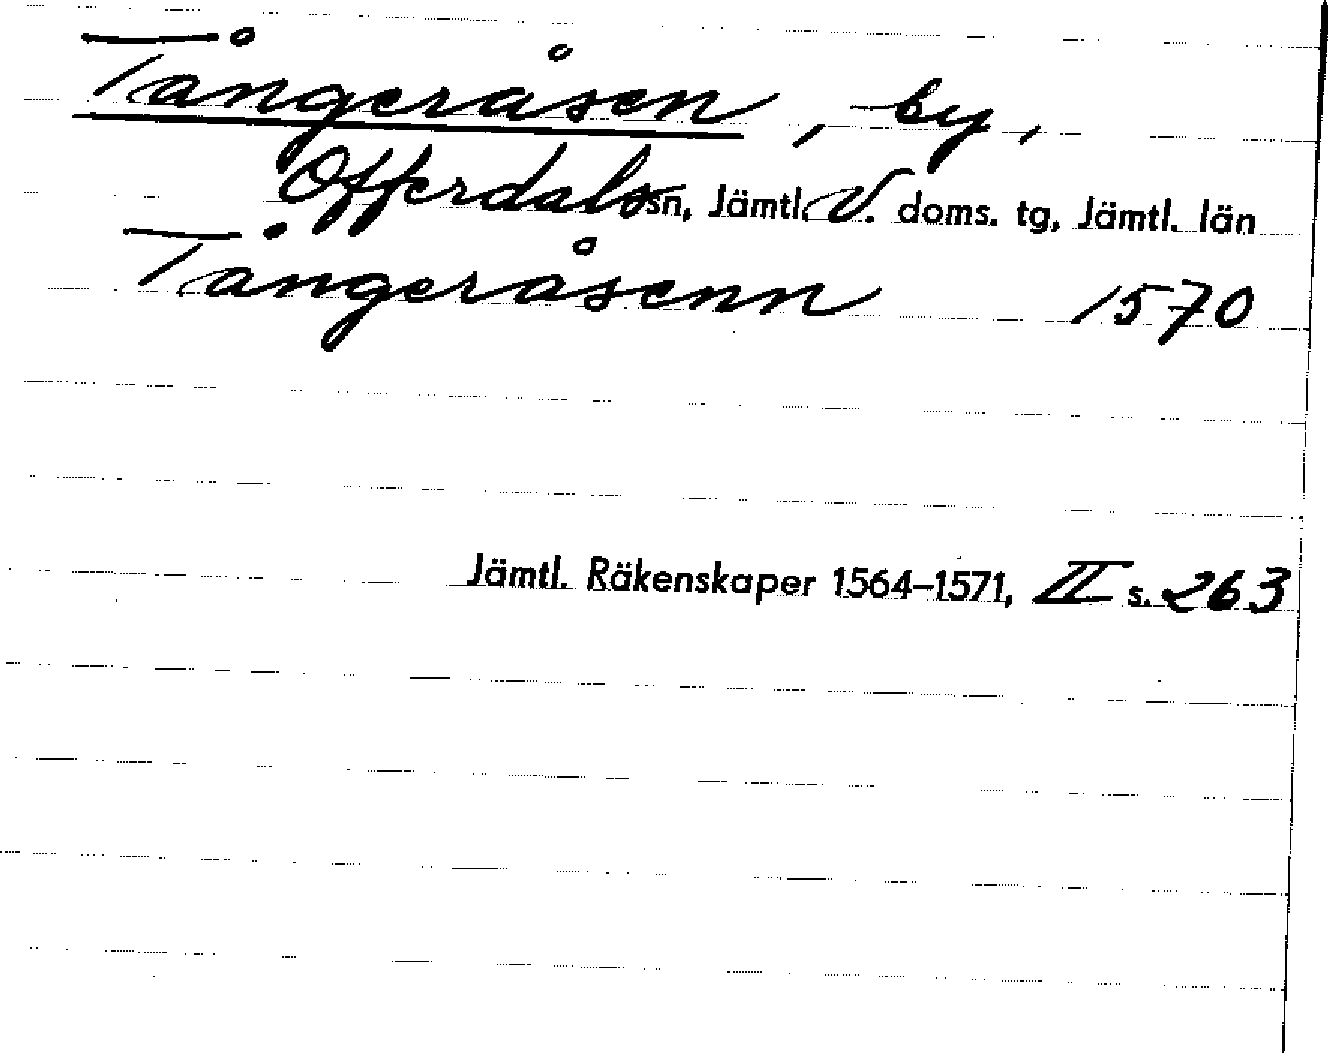 Tångeråsen, by,
Offerdals sn, Jämtl. V. doms. tg, Jämtl. län
Tångeråsenn 1570
Jämtl. Räkenskaper 1564–1571, II s. 263